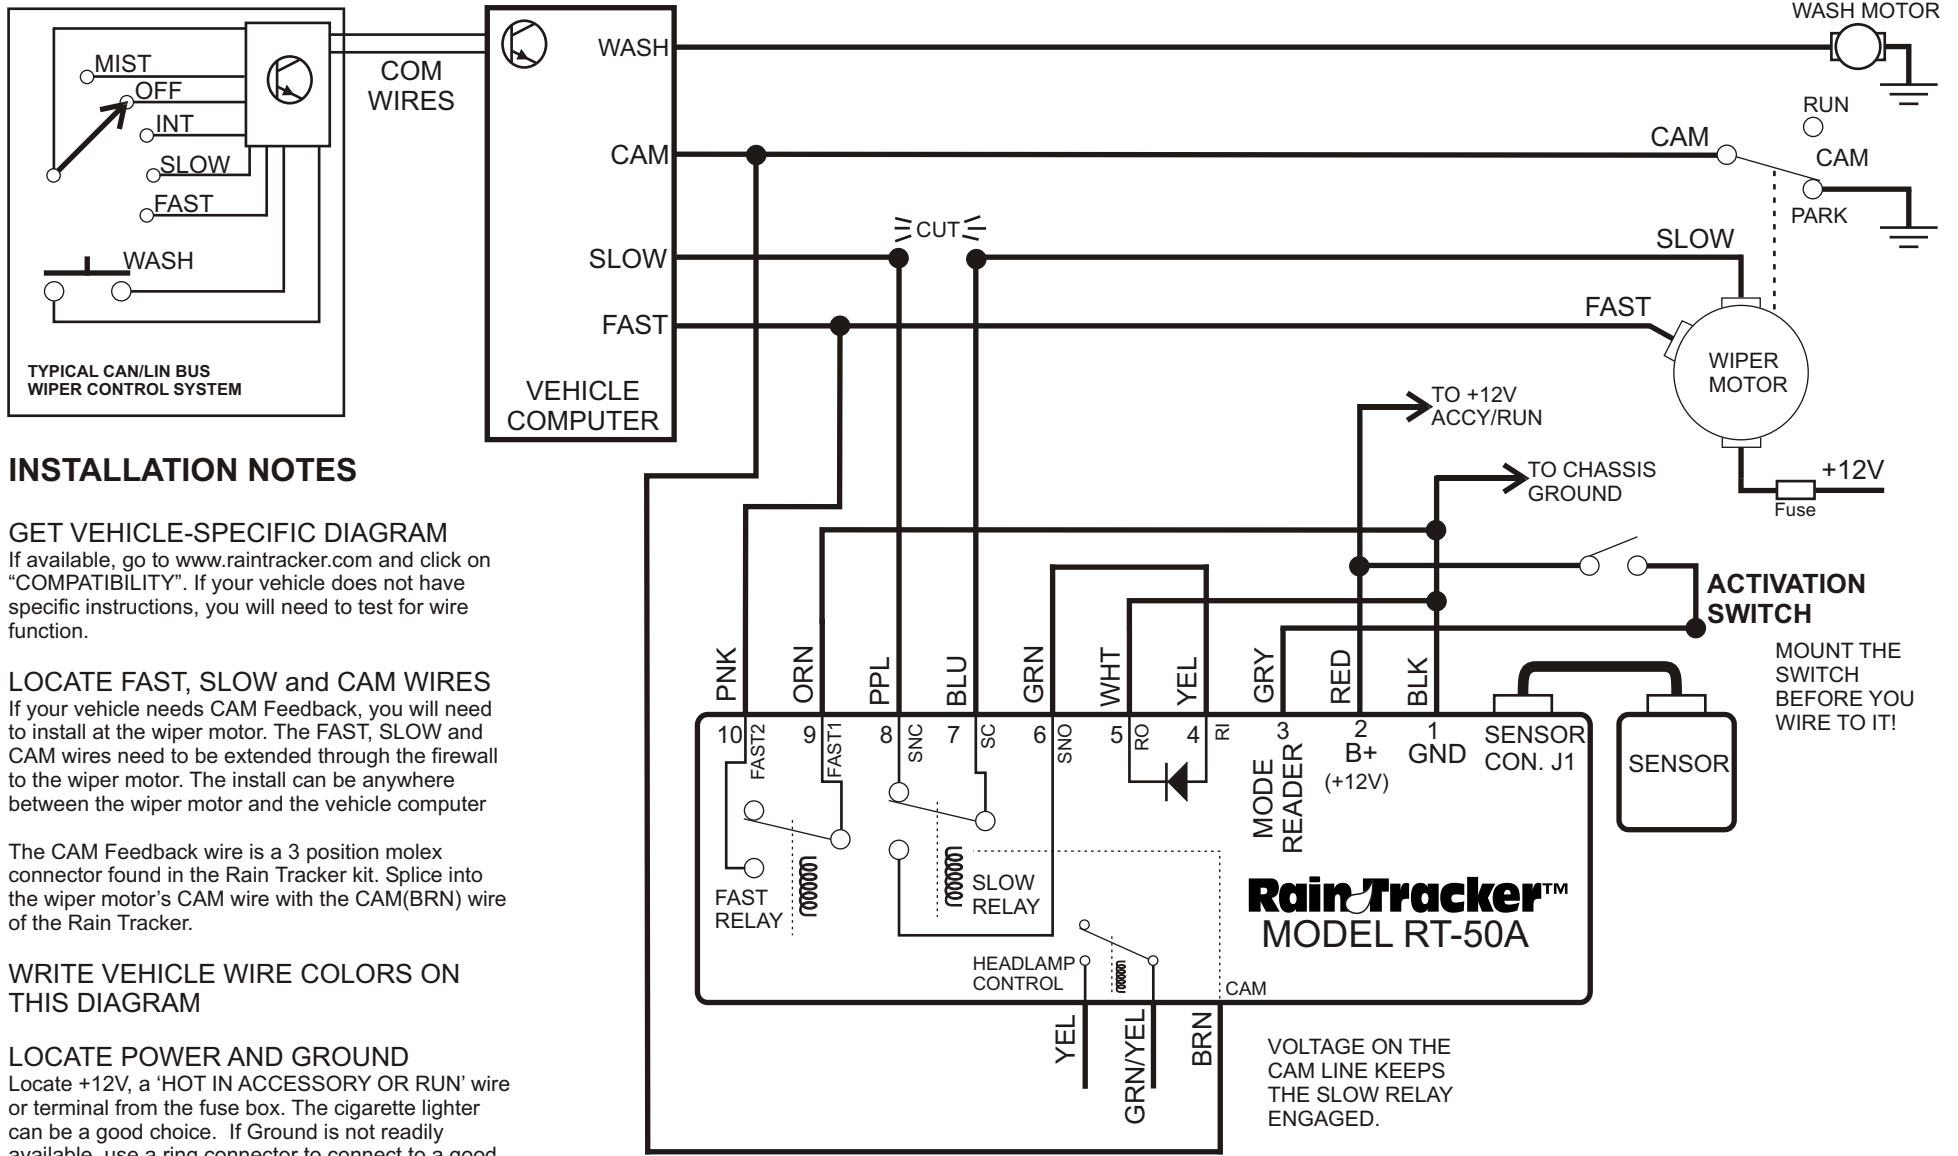 MIST
OFF
INT
SLOW
FAST
WASH
TYPICAL CAN/LIN BUS
WIPER CONTROL SYSTEM
COM
WIRES
WASH
CAM
SLOW
FAST
VEHICLE
COMPUTER
WASH MOTOR
RUN
CAM
CAM
PARK
CUT
SLOW
FAST
WIPER
MOTOR
+12V
Fuse
TO +12V
ACCY/RUN
TO CHASSIS
GROUND
ACTIVATION
SWITCH
MOUNT THE
SWITCH
BEFORE YOU
WIRE TO IT!
INSTALLATION NOTES
GET VEHICLE-SPECIFIC DIAGRAM
If available, go to www.raintracker.com and click on
“COMPATIBILITY”. If your vehicle does not have
specific instructions, you will need to test for wire
function.
LOCATE FAST, SLOW and CAM WIRES
If your vehicle needs CAM Feedback, you will need
to install at the wiper motor. The FAST, SLOW and
CAM wires need to be extended through the firewall
to the wiper motor. The install can be anywhere
between the wiper motor and the vehicle computer
The CAM Feedback wire is a 3 position molex
connector found in the Rain Tracker kit. Splice into
the wiper motor’s CAM wire with the CAM(BRN) wire
of the Rain Tracker.
WRITE VEHICLE WIRE COLORS ON
THIS DIAGRAM
LOCATE POWER AND GROUND
Locate +12V, a ‘HOT IN ACCESSORY OR RUN’ wire
or terminal from the fuse box. The cigarette lighter
can be a good choice. If Ground is not readily
available, use a ring connector to connect to a good
PNK
ORN
PPL
BLU
GRN
WHT
YEL
GRY
RED
BLK
10
FAST2
9
FAST1
8
SNC
7
SC
6
SNO
5
RO
4
RI
3
MODE
READER
2
B+
(+12V)
1
GND
SENSOR
CON. J1
SENSOR
FAST
RELAY
SLOW
RELAY
HEADLAMP
CONTROL
CAM
Rain Tracker™
MODEL RT-50A
YEL
GRN/YEL
BRN
VOLTAGE ON THE
CAM LINE KEEPS
THE SLOW RELAY
ENGAGED.